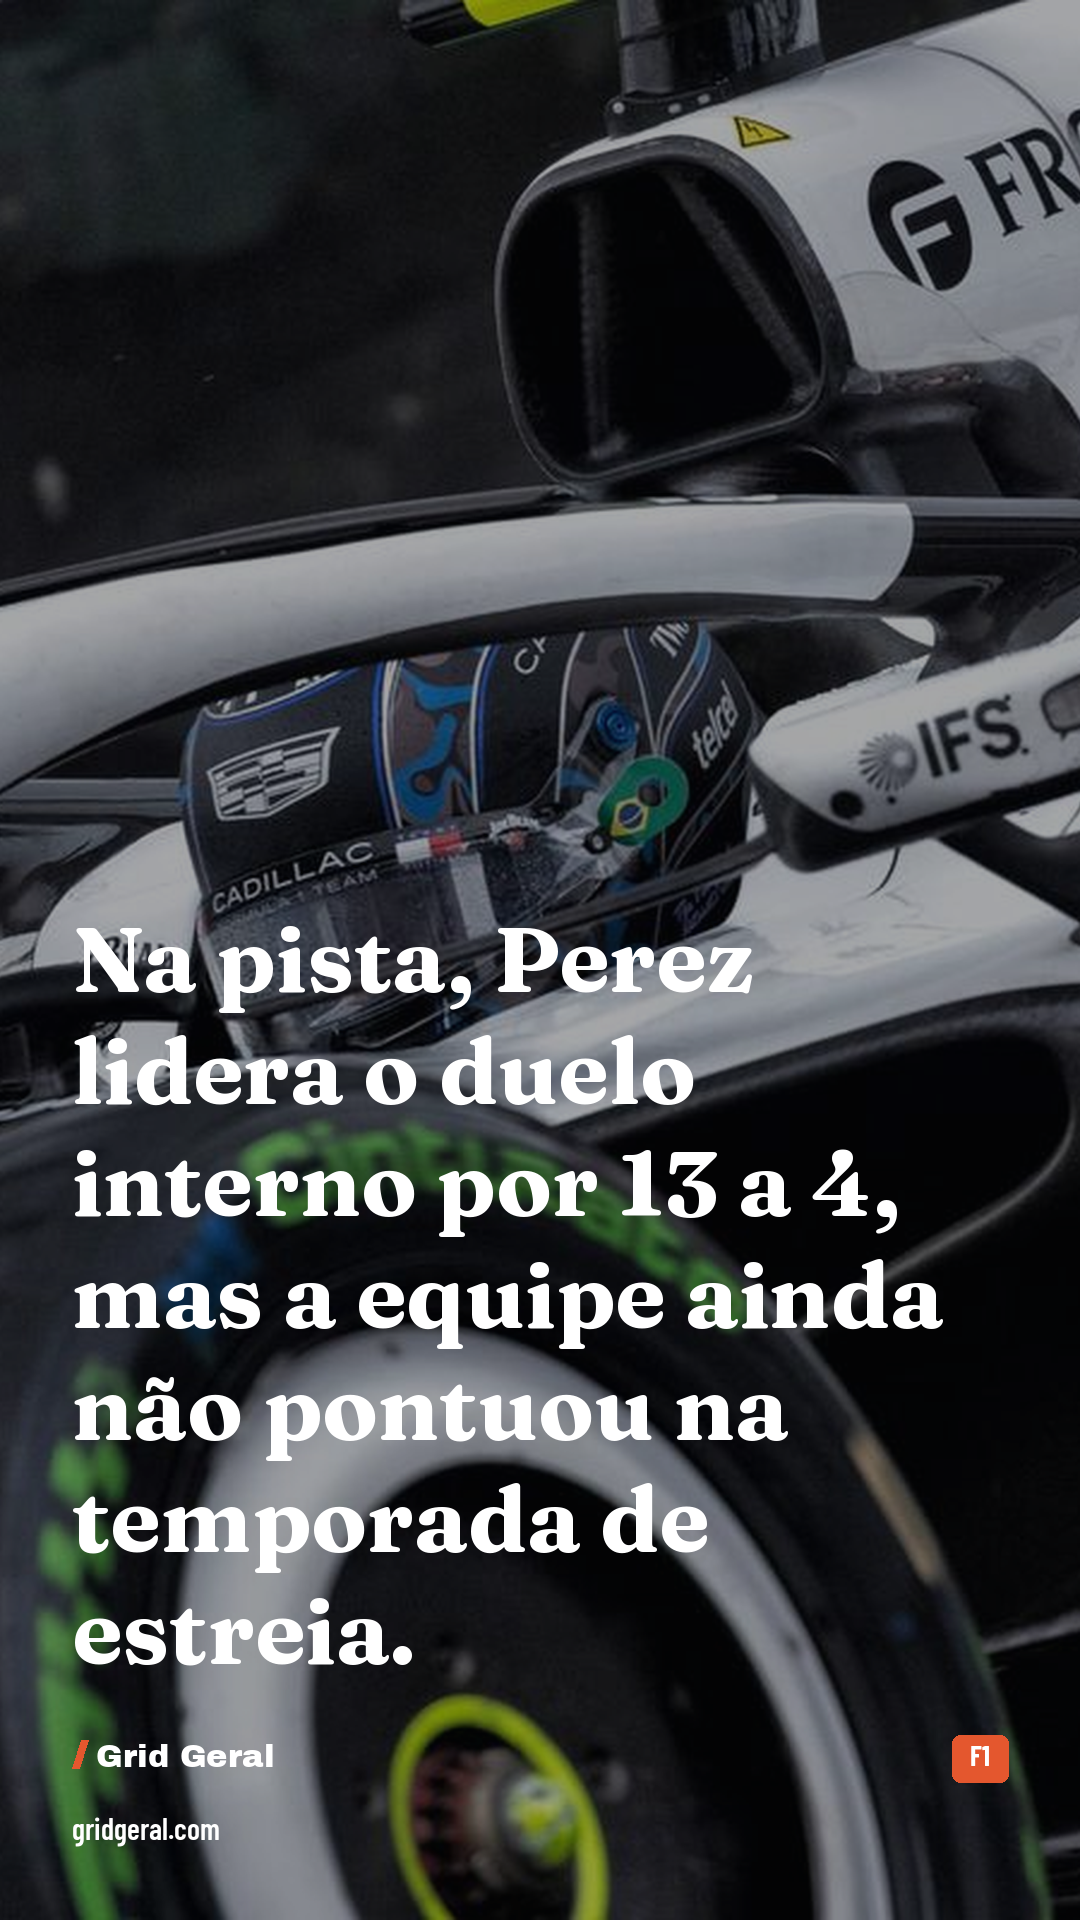 IFS
telcel
CADILLAC
Na pista, Perez
lidera o duelo
interno por 13 a 4,
mas a equipe ainda
não pontuou na
temporada de
estreia.
/ Grid Geral
F1
gridgeral.com